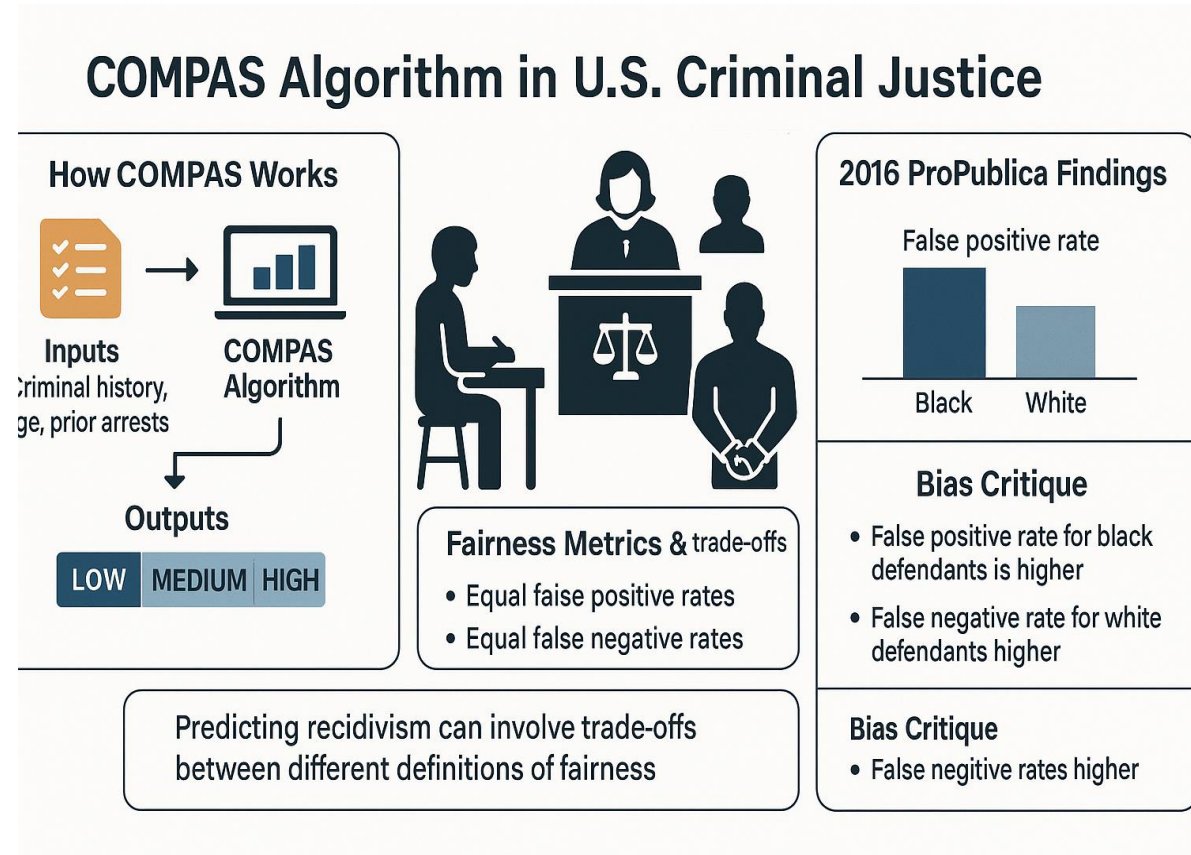 COMPAS Algorithm in U.S. Criminal Justice
How COMPAS Works
Inputs
riminal history,
ge, prior arrests
COMPAS
Algorithm
Outputs
LOW MEDIUM HIGH
Fairness Metrics & trade-offs
• Equal faise positive rates
• Equal false negative rates
Predicting recidivism can involve trade-offs
between different definitions of fairness
2016 ProPublica Findings
False positive rate
Black White
Bias Critique
• False positive rate for black
defendants is higher
• False negative rate for white
defendants higher
Bias Critique
• False negitive rates higher